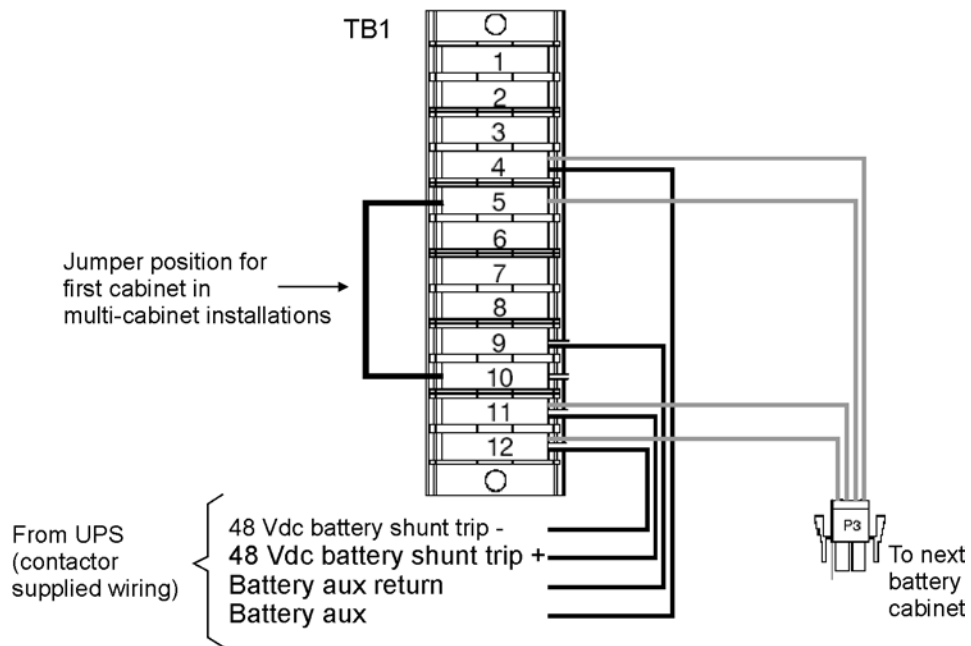 TB1
1
2
3
4
5
6
7
8
9
10
11
12
Jumper position for
first cabinet in
multi-cabinet installations
From UPS
(contactor
supplied wiring)
48 Vdc battery shunt trip -
48 Vdc battery shunt trip +
Battery aux return
Battery aux
P3
To next
battery
cabinet